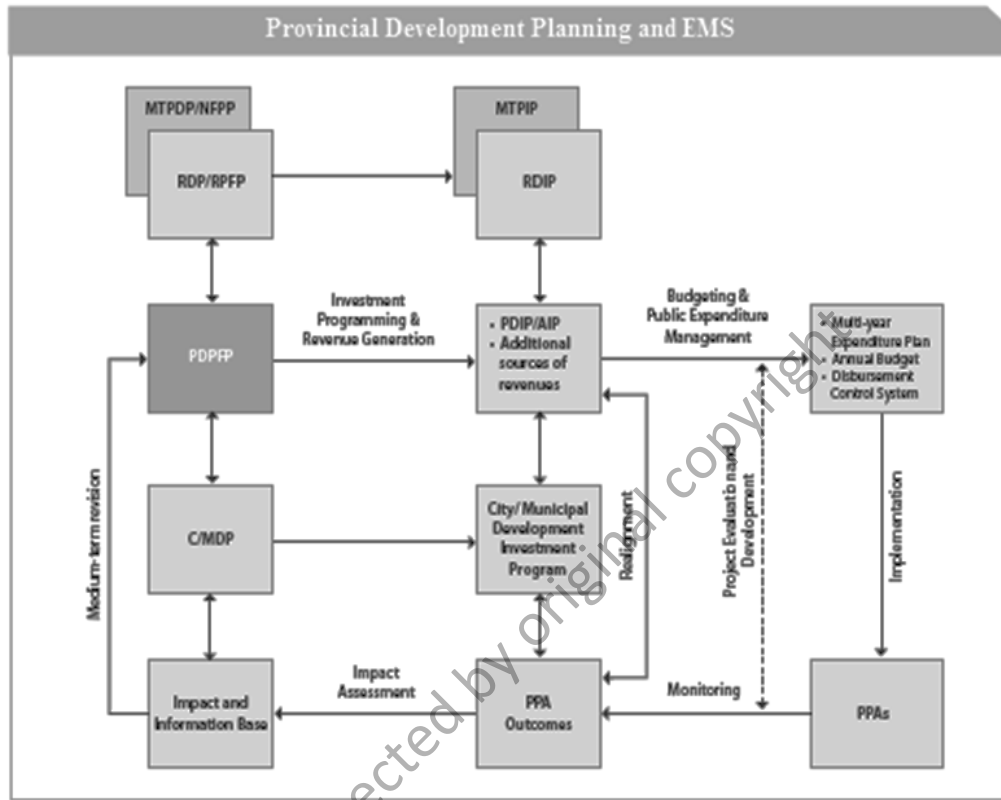 Provincial Development Planning and EMS
MTPDP/NFPP
RDP/RPFP
MTPIP
RDIP
Investment
Programming &
Revenue Generation
Budgeting &
Public Expenditure
Management
PDPFP
• PDIP/AIP
• Additional
sources of
revenues
• Multi-year
Expenditure Plan
• Annual Budget
• Disbursement
Control System
Medium-term revision
C/MDP
City/Municipal
Development
Investment
Program
Realignment
Project Evaluation and
Development
Implementation
Impact and
Information Base
Impact
Assessment
PPA
Outcomes
Monitoring
PPAs
ected by original copyright